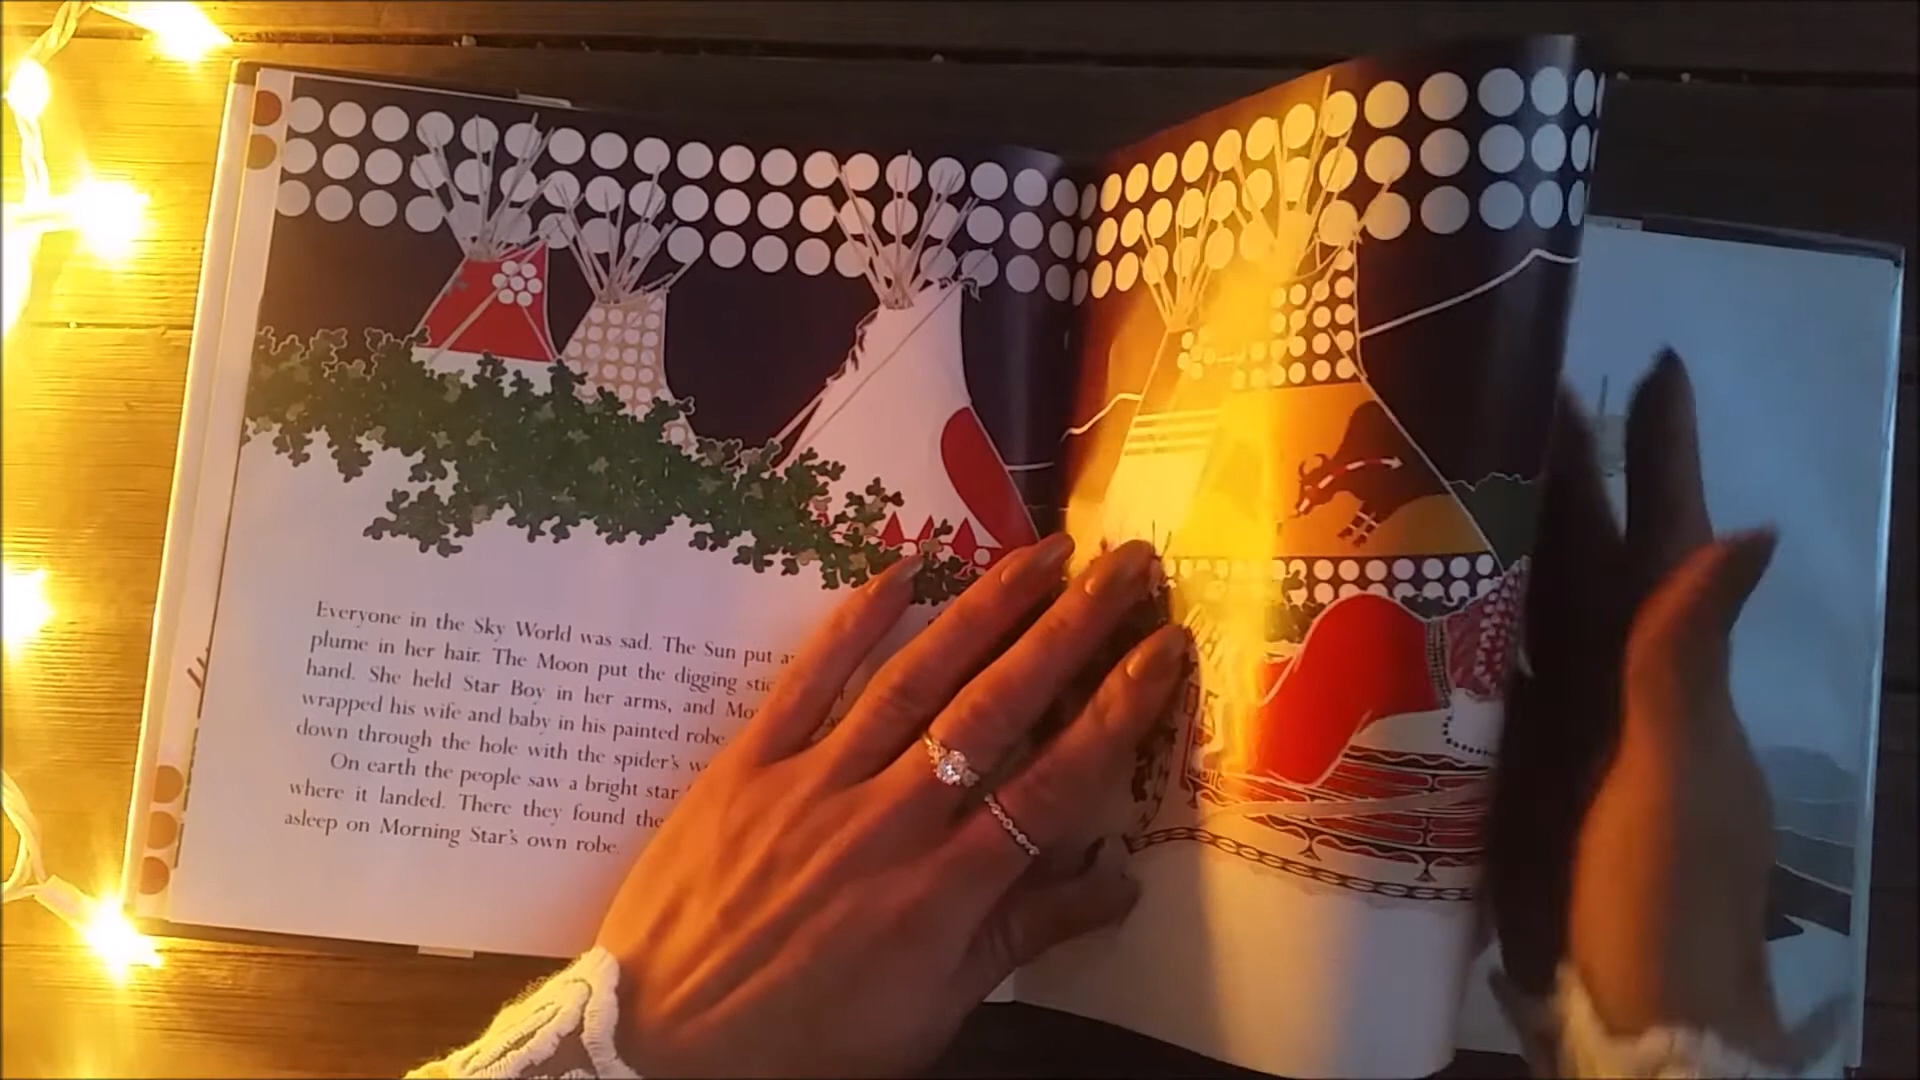 Everyone in the Sky World was sad. The Sun put a
plume in her hair. The Moon put the digging
hand. She held Star Boy in her arms, and
wrapped his wife and baby in his painted robe
down through the hole with the spider's
On earth the people saw a bright star
where it landed. There they found the
asleep on Morning Star's own robe.